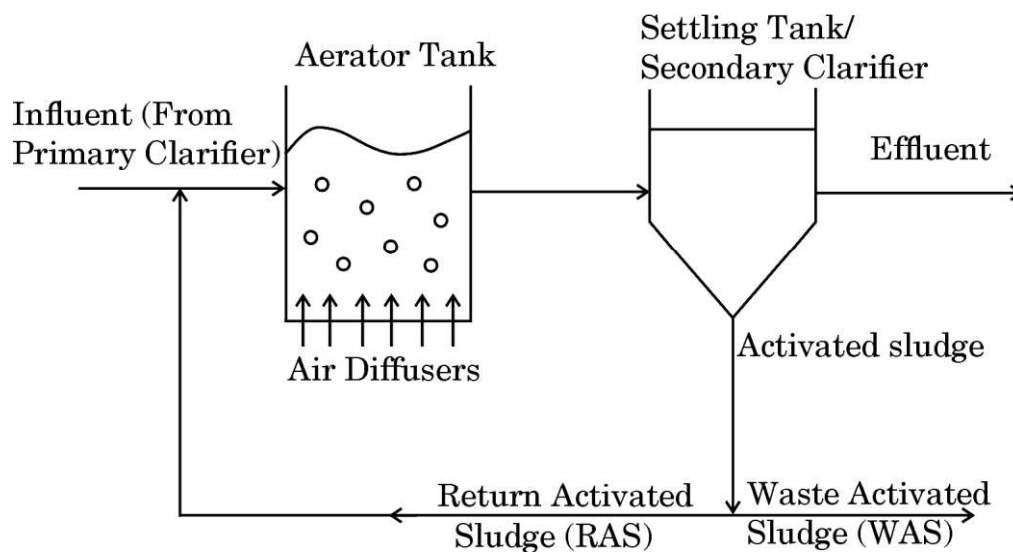 Settling Tank/
Secondary Clarifier
Aerator Tank
Influent (From
Primary Clarifier)
Effluent
Air Diffusers
Activated sludge
Return Activated
Sludge (RAS)
Waste Activated
Sludge (WAS)